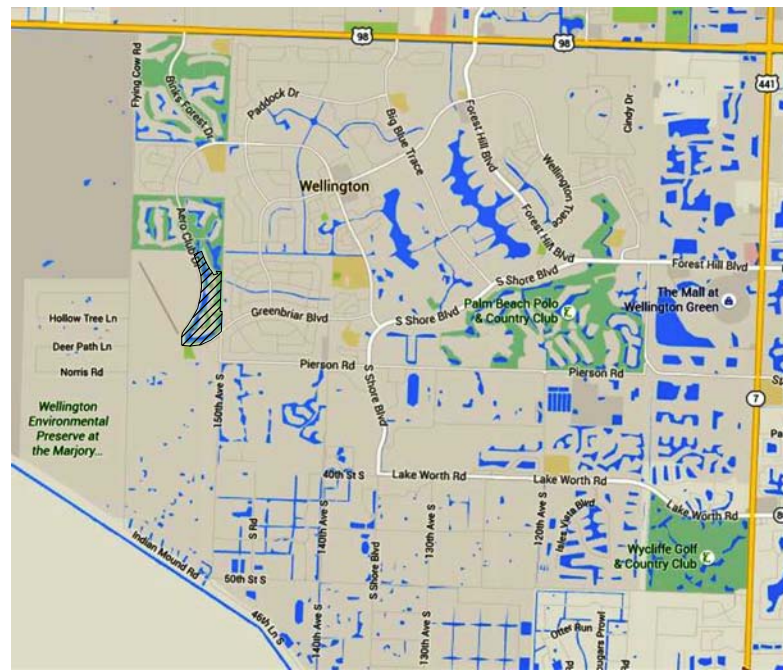 98
98
441
Flying Cow Rd
Bink's Forest Dr
Paddock Dr
Big Blue Trace
Forest Hill Blvd
Cindy Dr
Wellington Trace
Wellington
Forest Hill Blvd
Aero Club
Forest Hill Blvd
S Shore Blvd
The Mall at
Wellington Green
Palm Beach Polo
& Country Club
Greenbriar Blvd
S Shore Blvd
Hollow Tree Ln
Deer Path Ln
Norris Rd
Pierson Rd
Pierson Rd
150th Ave S
S Shore Blvd
7
Wellington
Environmental
Preserve at
the Marjory...
40th St S
Lake Worth Rd
Lake Worth Rd
Lake Worth Rd
S Rd
140th Ave S
130th Ave S
120th Ave S
Isles Vista Blvd
Indian Mound Rd
S Shore Blvd
Wycliffe Golf
& Country Club
50th St S
46th Ln S
140th Ave S
130th Ave S
Otter Run
Cougars Prowl
Rd